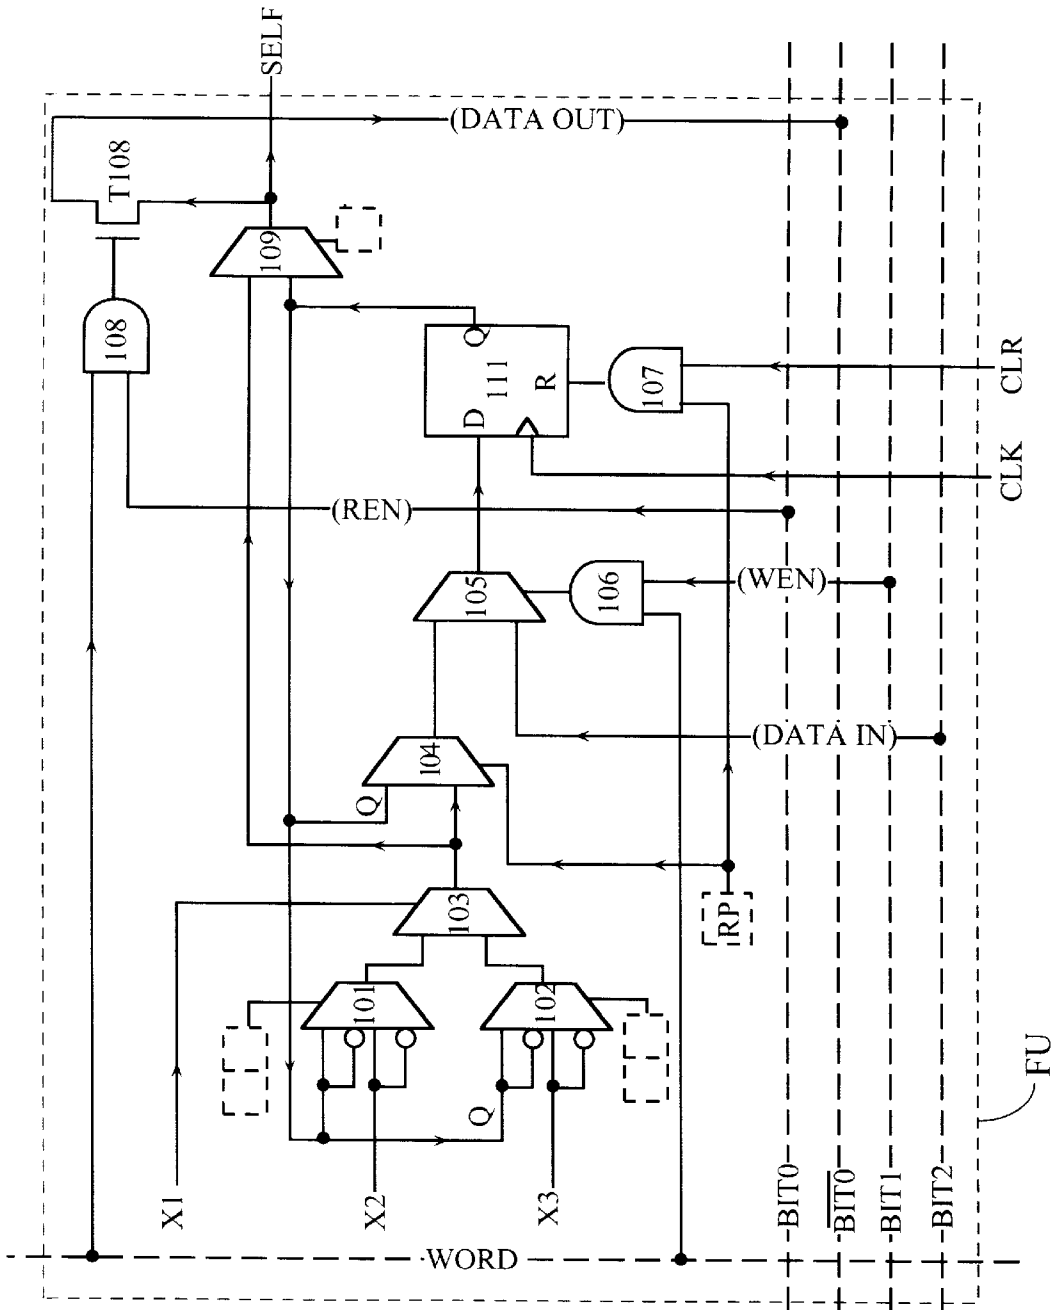 SELF
(DATA OUT)
T108
109
108
Q
111
D
R
107
CLR
CLK
(REN)
105
106
(WEN)
104
(DATA IN)
Q
103
RP
101
102
Q
X1
X2
X3
BIT0
BIT0
BIT1
BIT2
WORD
FU